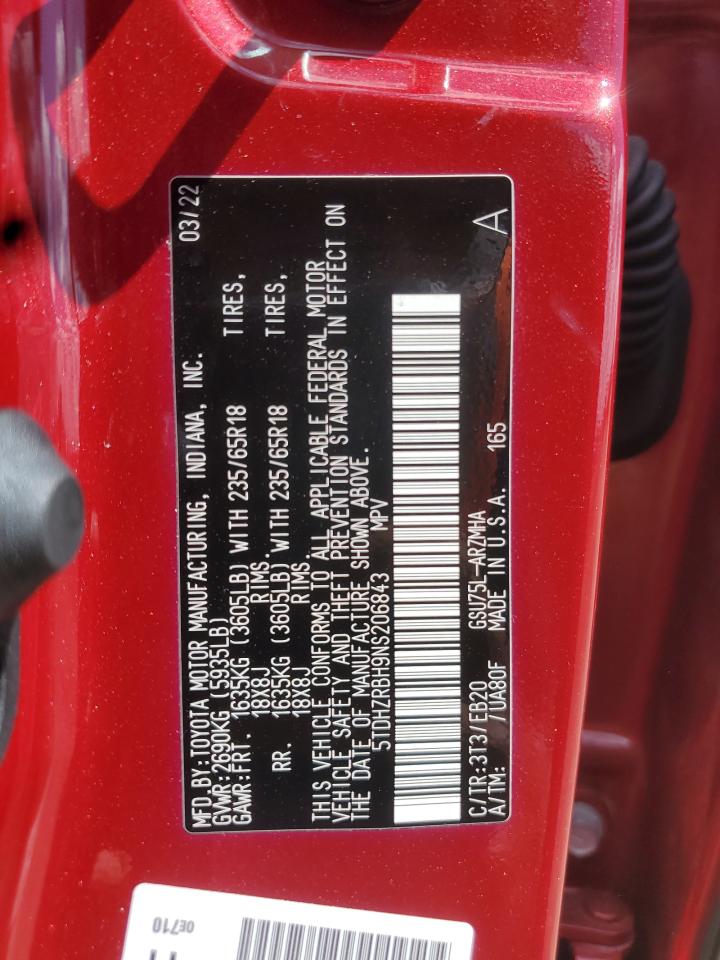 MFD.BY:TOYOTA MOTOR MANUFACTURING, INDIANA, INC. 03/22
GVWR:2690KG (5935LB)
GAWR:FRT. 1635KG (3605LB) WITH 235/65R18 TIRES,
18X8J RIMS.
RR. 1635KG (3605LB) WITH 235/65R18 TIRES,
18X8J RIMS.
THIS VEHICLE CONFORMS TO ALL APPLICABLE FEDERAL MOTOR
VEHICLE SAFETY AND THEFT PREVENTION STANDARDS IN EFFECT ON
THE DATE OF MANUFACTURE SHOWN ABOVE.
5TDHZRBH9NS206843 MPV
C/TR:3T3/EB20 GSU75L-ARZMHA A
A/TM: /UA80F MADE IN U.S.A. 165
0E710